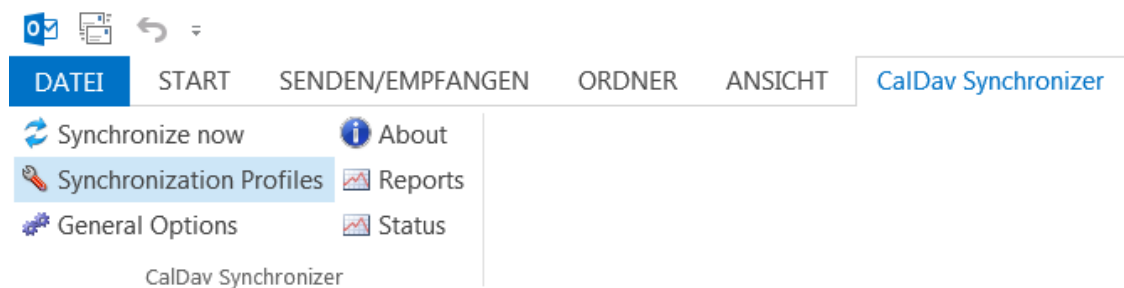 DATEI START SENDEN/EMPFANGEN ORDNER ANSICHT CalDav Synchronizer
Synchronize now About
Synchronization Profiles Reports
General Options Status
CalDav Synchronizer